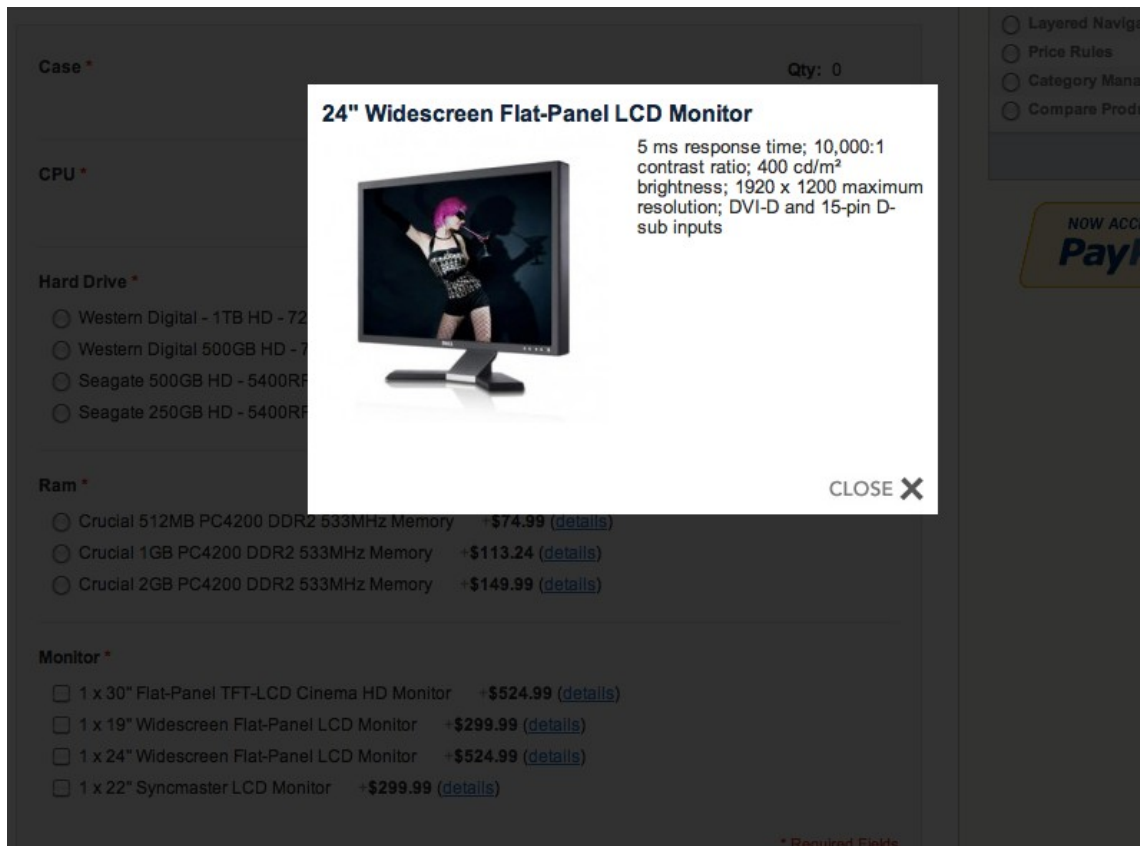 Case *
Qty: 0
CPU *
Hard Drive *
Western Digital - 1TB HD - 72
Western Digital 500GB HD - 7
Seagate 500GB HD - 5400R
Seagate 250GB HD - 5400R
Ram *
Crucial 512MB PC4200 DDR2 533MHz Memory +$74.99 (details)
Crucial 1GB PC4200 DDR2 533MHz Memory +$113.24 (details)
Crucial 2GB PC4200 DDR2 533MHz Memory +$149.99 (details)
Monitor *
1 x 30" Flat-Panel TFT-LCD Cinema HD Monitor +$524.99 (details)
1 x 19" Widescreen Flat-Panel LCD Monitor +$299.99 (details)
1 x 24" Widescreen Flat-Panel LCD Monitor +$524.99 (details)
1 x 22" Syncmaster LCD Monitor +$299.99 (details)
* Required Fields
24" Widescreen Flat-Panel LCD Monitor
5 ms response time; 10,000:1
contrast ratio; 400 cd/m²
brightness; 1920 x 1200 maximum
resolution; DVI-D and 15-pin D-
sub inputs
DELL
CLOSE X
Layered Naviga
Price Rules
Category Mana
Compare Prod
NOW ACC
Pay